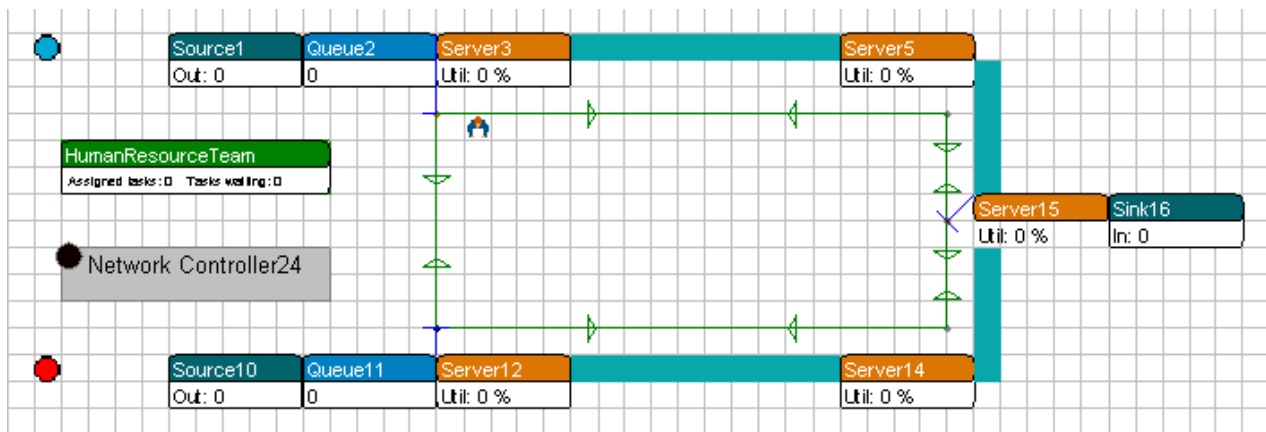 Source1 Queue2 Server3 Server5
Out: 0 0 Util: 0 % Util: 0 %
HumanResourceTeam
Assigned tasks: 0 Tasks waiting: 0
Server15 Sink16
Util: 0 % In: 0
Network Controller24
Source10 Queue11 Server12 Server14
Out: 0 0 Util: 0 % Util: 0 %